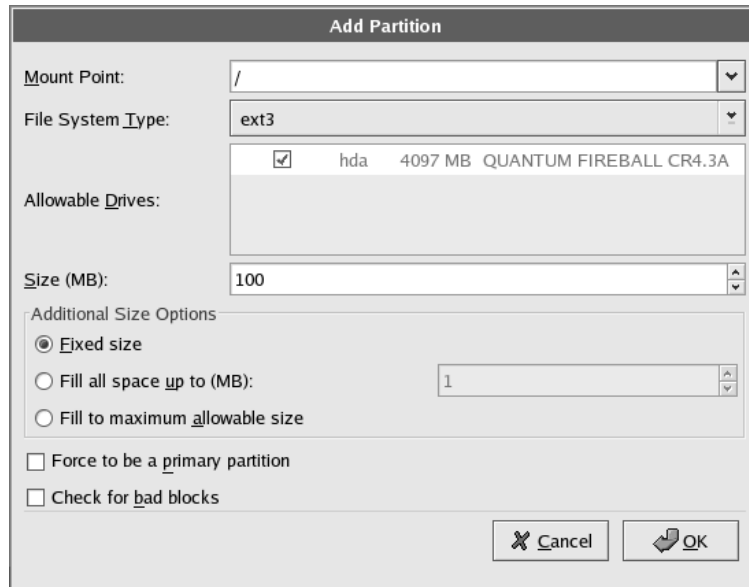 Add Partition
Mount Point: /
File System Type: ext3
hda 4097 MB QUANTUM FIREBALL CR4.3A
Allowable Drives:
Size (MB): 100
Additional Size Options
Fixed size
Fill all space up to (MB): 1
Fill to maximum allowable size
Force to be a primary partition
Check for bad blocks
Cancel OK